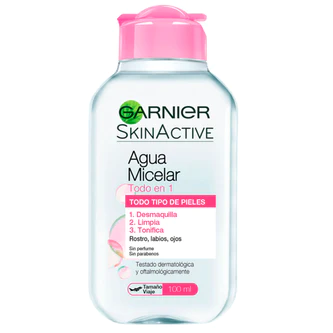 GARNIER
SKINACTIVE
Agua
Micelar
Todo en 1
TODO TIPO DE PIELES
1. Desmaquilla
2. Limpia
3. Tonifica
Rostro, labios, ojos
Sin perfume
Sin parabenos
Testado dermatológica
y oftalmológicamente
Tamaño
Viaje
100 ml